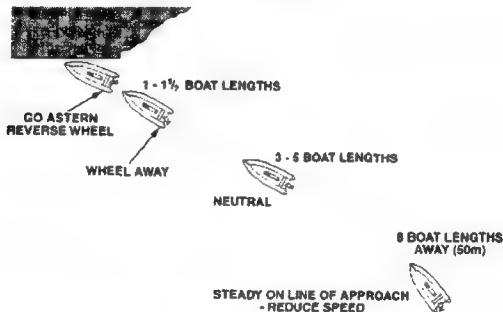 1 - 1½ BOAT LENGTHS
GO ASTERN
REVERSE WHEEL
WHEEL AWAY
3 - 5 BOAT LENGTHS
NEUTRAL
8 BOAT LENGTHS
AWAY (50m)
STEADY ON LINE OF APPROACH
- REDUCE SPEED